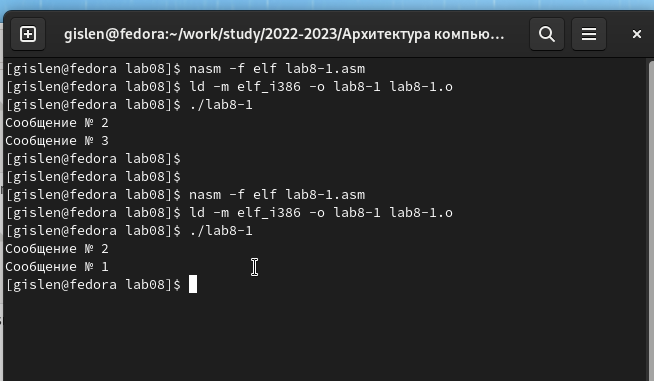 gislen@fedora:~/work/study/2022-2023/Архитектура компью...
[gislen@fedora lab08]$ nasm -f elf lab8-1.asm
[gislen@fedora lab08]$ ld -m elf_i386 -o lab8-1 lab8-1.o
[gislen@fedora lab08]$ ./lab8-1
Сообщение № 2
Сообщение № 3
[gislen@fedora lab08]$
[gislen@fedora lab08]$
[gislen@fedora lab08]$ nasm -f elf lab8-1.asm
[gislen@fedora lab08]$ ld -m elf_i386 -o lab8-1 lab8-1.o
[gislen@fedora lab08]$ ./lab8-1
Сообщение № 2
Сообщение № 1
[gislen@fedora lab08]$